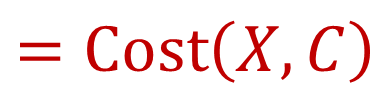 = Cost(X, C)